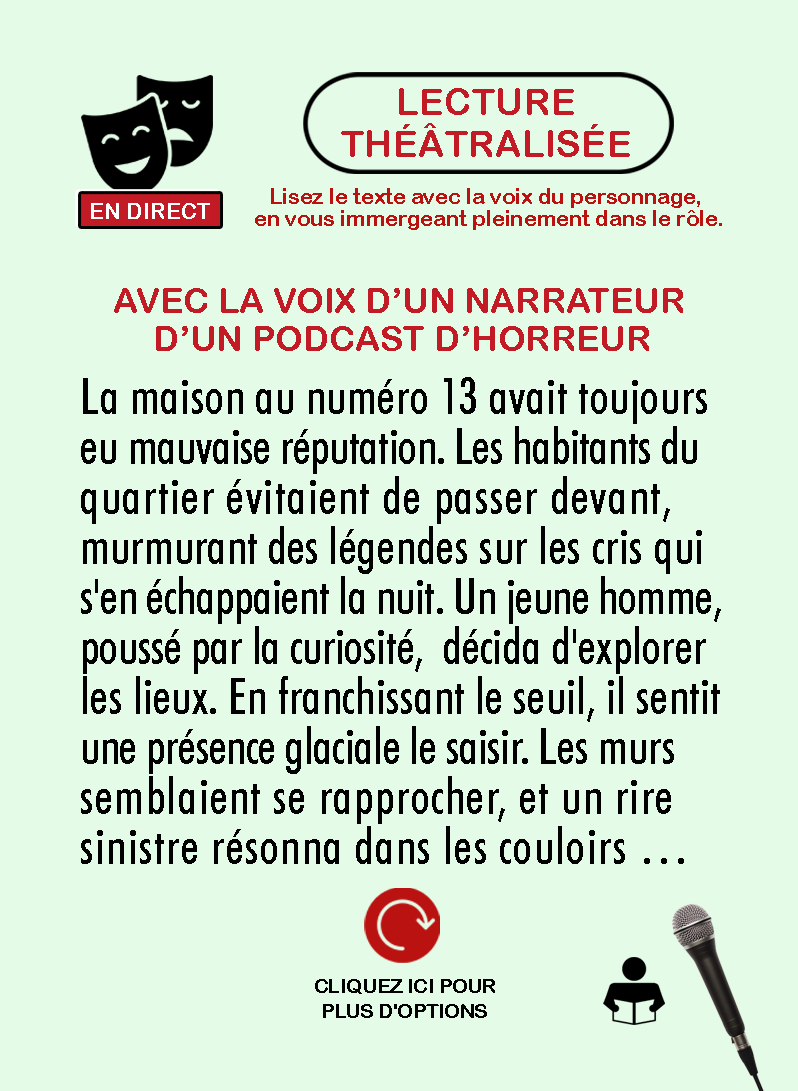 LECTURE
THÉÂTRALISÉE
EN DIRECT
Lisez le texte avec la voix du personnage,
en vous immergeant pleinement dans le rôle.
AVEC LA VOIX D’UN NARRATEUR
D’UN PODCAST D’HORREUR
La maison au numéro 13 avait toujours
eu mauvaise réputation. Les habitants du
quartier évitaient de passer devant,
murmurant des légendes sur les cris qui
s'en échappaient la nuit. Un jeune homme,
poussé par la curiosité, décida d'explorer
les lieux. En franchissant le seuil, il sentit
une présence glaciale le saisir. Les murs
semblaient se rapprocher, et un rire
sinistre résonna dans les couloirs ...
CLIQUEZ ICI POUR
PLUS D'OPTIONS